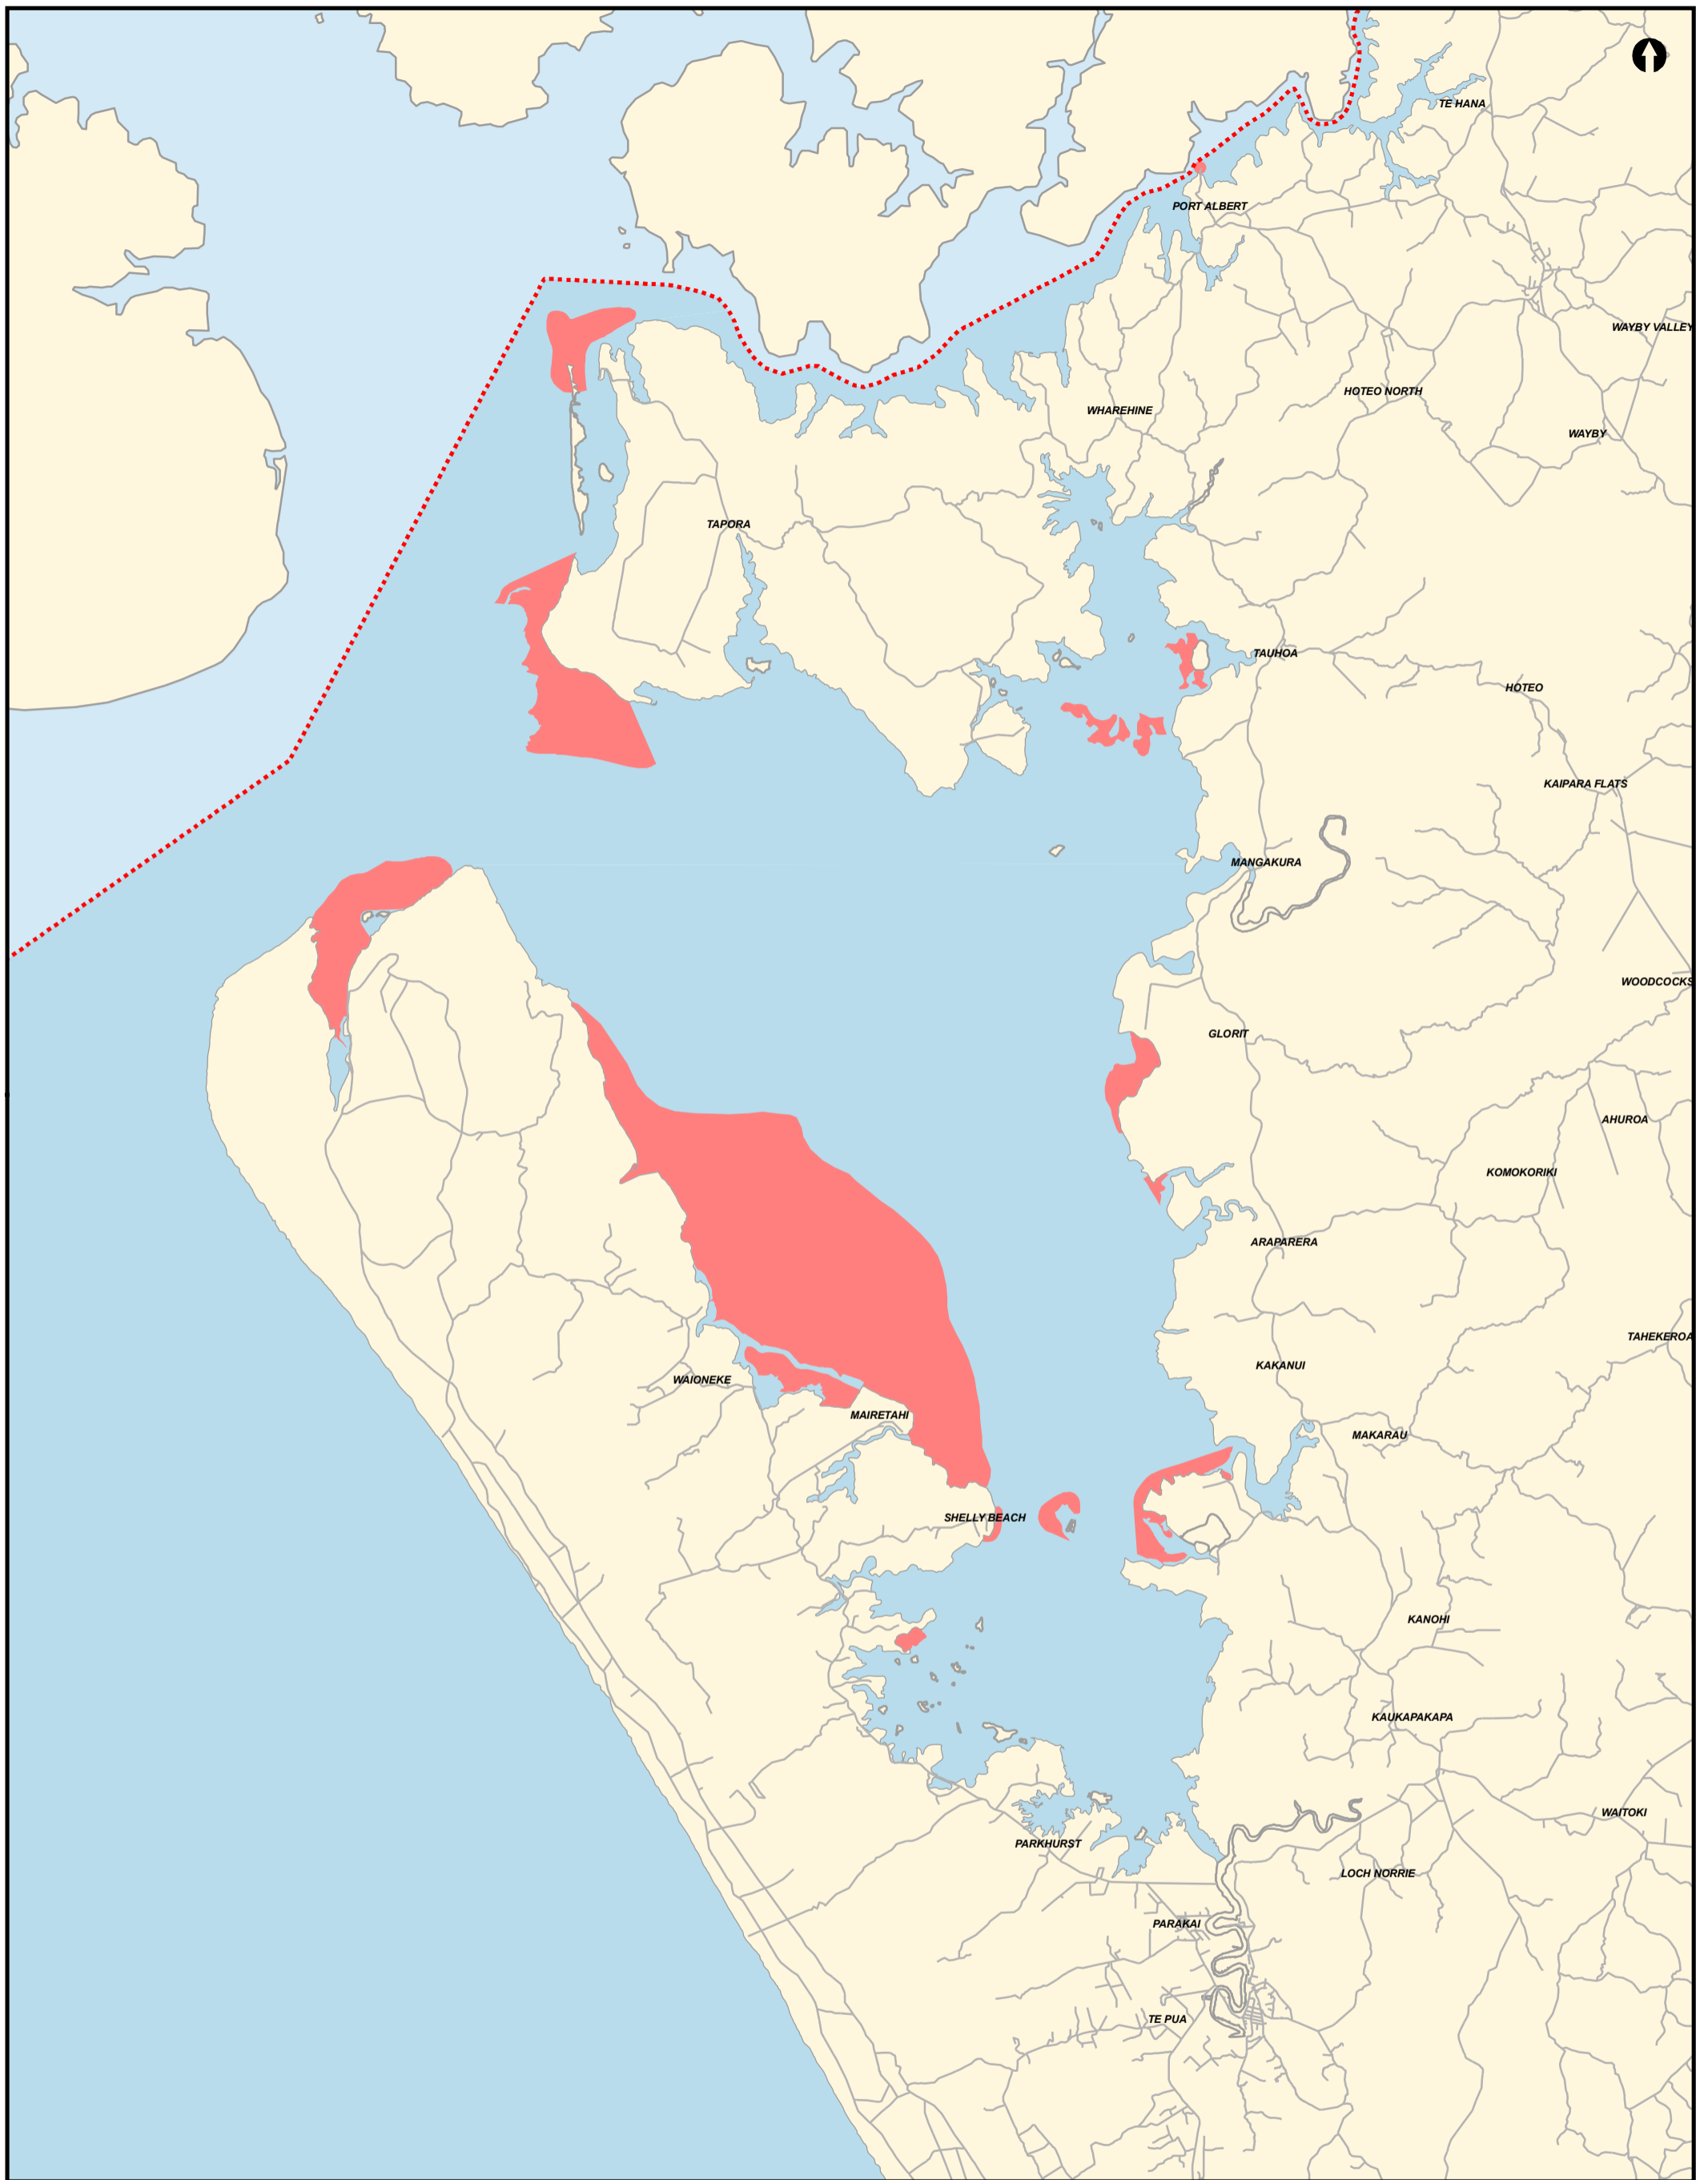 TE HANA
PORT ALBERT
WAYBY VALLEY
HOTEO NORTH
WHAREHINE
WAYBY
TAPORA
TAUHOA
HOTEO
KAIPARA FLATS
MANGAKURA
WOODCOCKS
GLORIT
AHUROA
KOMOKORIKI
ARAPARERA
TAHEKEROA
KAKANUI
WAIONEKE
MAIRETAHI
MAKARAU
SHELLY BEACH
KANOHI
KAUKAPAKAPA
WAITOKI
PARKHURST
LOCH NORRIE
PARAKAI
TE PUA